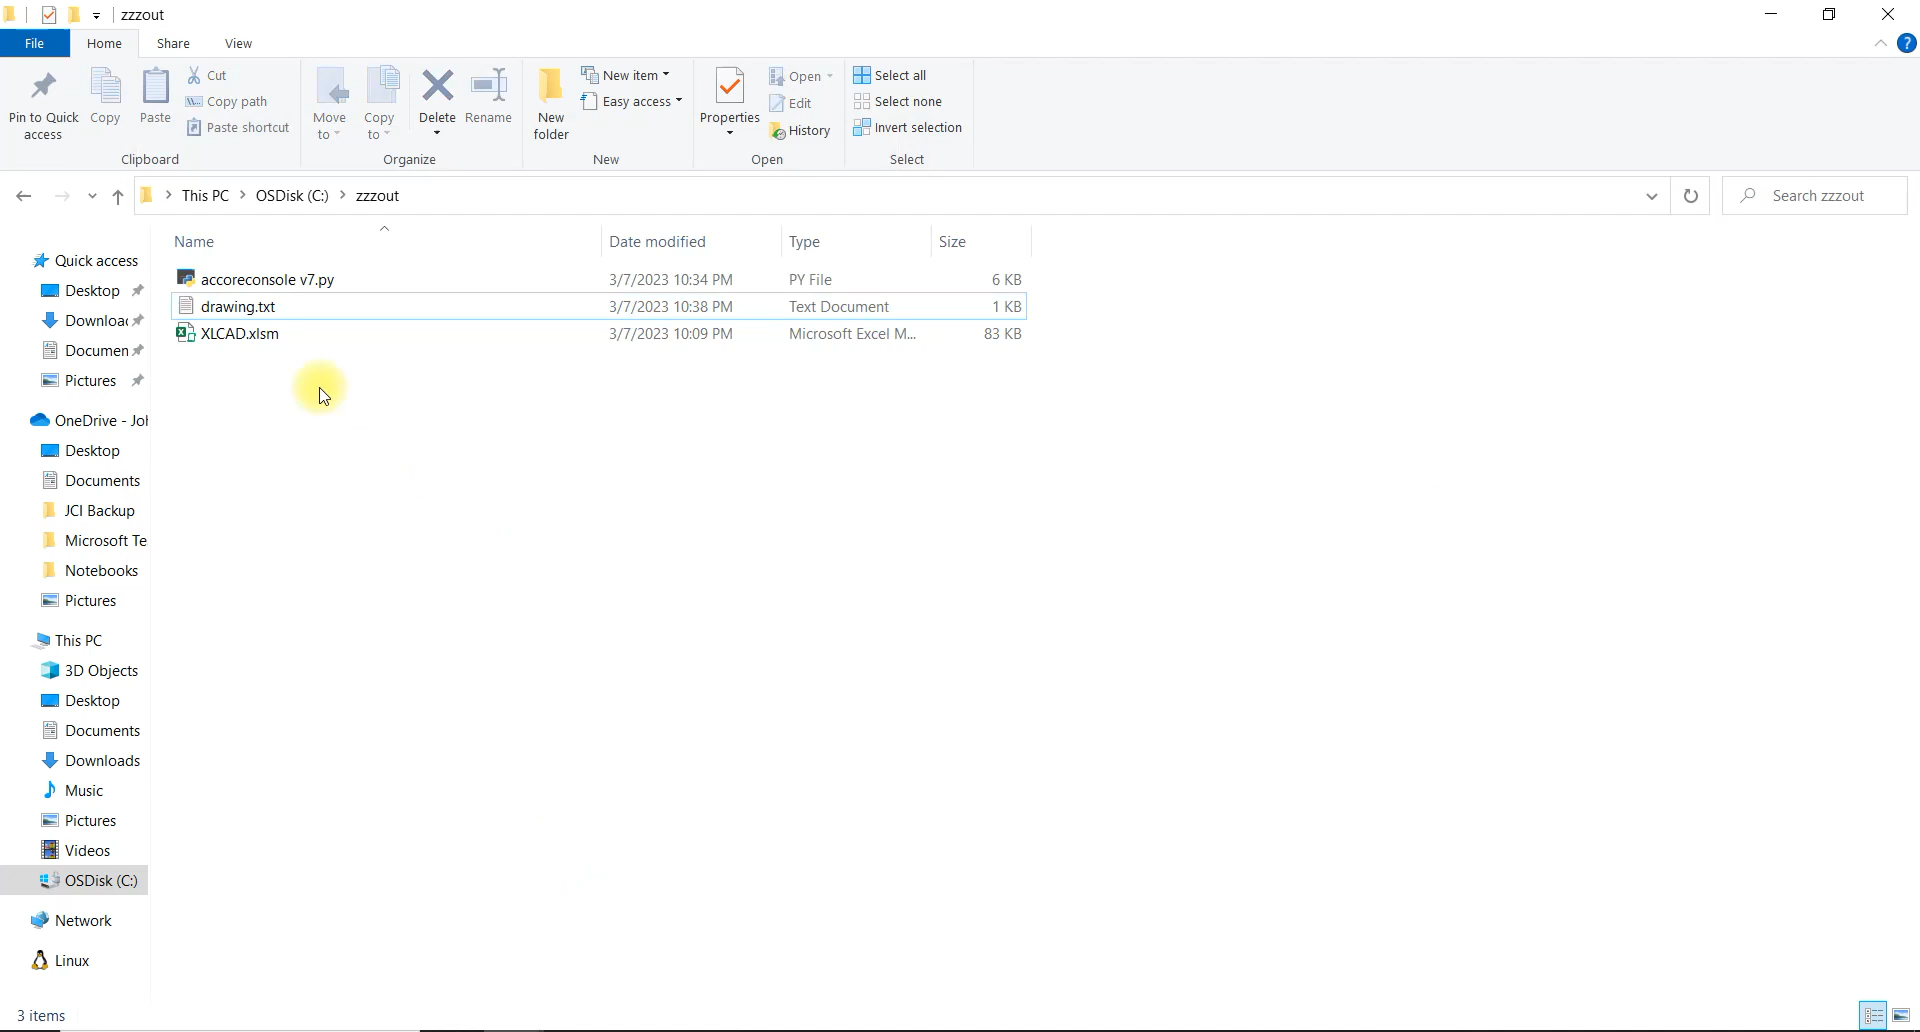 zzzout
File Home Share View
Pin to Quick access
Copy
Paste
Cut
Copy path
Paste shortcut
Clipboard
Move to
Copy to
Delete
Rename
Organize
New folder
New item
Easy access
New
Properties
Open
Edit
History
Open
Select all
Select none
Invert selection
Select
This PC > OSDisk (C:) > zzzout
Search zzzout
Name Date modified Type Size
accoreconsole v7.py 3/7/2023 10:34 PM PY File 6 KB
drawing.txt 3/7/2023 10:38 PM Text Document 1 KB
XLCAD.xlsm 3/7/2023 10:09 PM Microsoft Excel M... 83 KB
Quick access
Desktop
Downloac
Documen
Pictures
OneDrive - Joh
Desktop
Documents
JCI Backup
Microsoft Te
Notebooks
Pictures
This PC
3D Objects
Desktop
Documents
Downloads
Music
Pictures
Videos
OSDisk (C:)
Network
Linux
3 items